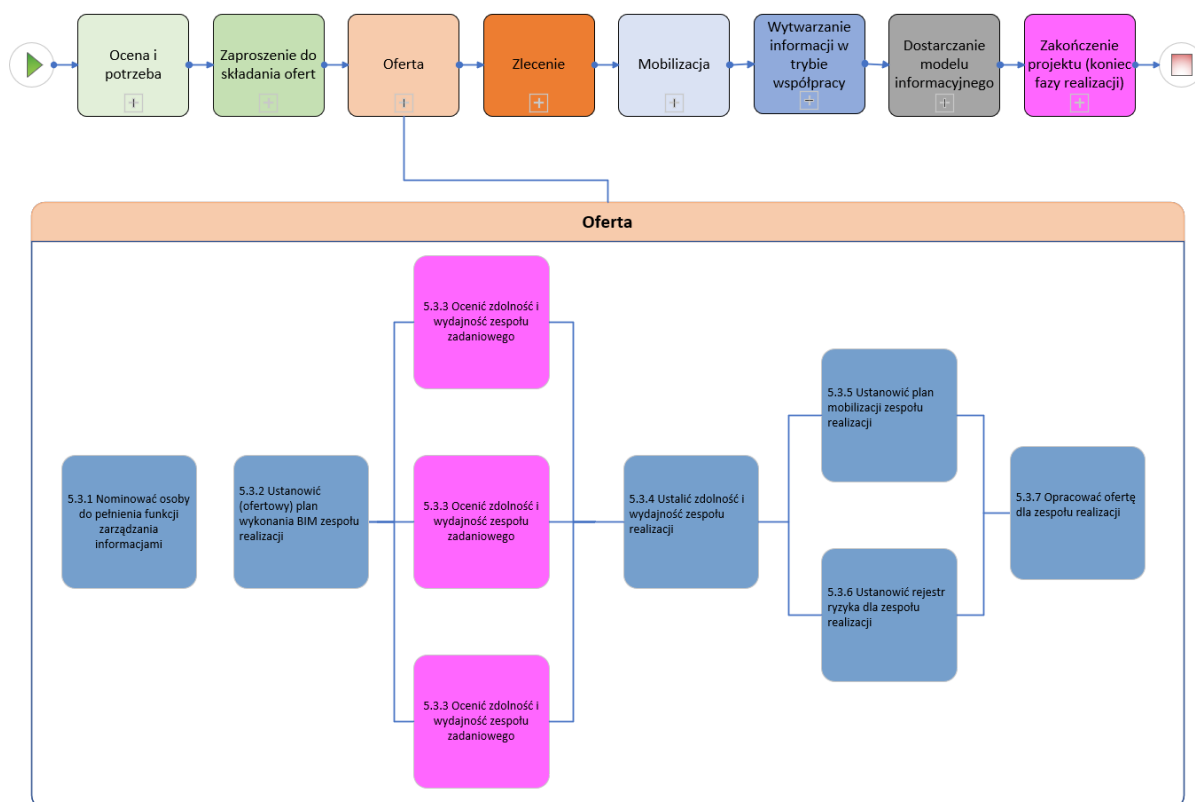 Ocena i
potrzeba
Zaproszenie do
składania ofert
Oferta
Zlecenie
Mobilizacja
Wytwarzanie
informacji w
trybie
współpracy
Dostarczanie
modelu
informacyjnego
Zakończenie
projektu (koniec
fazy realizacji)
Oferta
5.3.1 Nominować osoby
do pełnienia funkcji
zarządzania
informacjami
5.3.2 Ustanowić
(ofertowy) plan
wykonania BIM zespołu
realizacji
5.3.3 Ocenić zdolność i
wydajność zespołu
zadaniowego
5.3.3 Ocenić zdolność i
wydajność zespołu
zadaniowego
5.3.3 Ocenić zdolność i
wydajność zespołu
zadaniowego
5.3.4 Ustalić zdolność i
wydajność zespołu
realizacji
5.3.5 Ustanowić plan
mobilizacji zespołu
realizacji
5.3.6 Ustanowić rejestr
ryzyka dla zespołu
realizacji
5.3.7 Opracować ofertę
dla zespołu realizacji